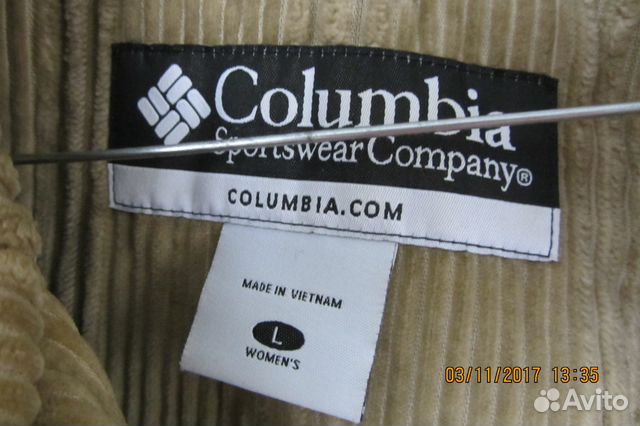 Columbia
Sportswear Company®
COLUMBIA.COM
MADE IN VIETNAM
L
WOMEN'S
03/11/2017 13:35
Avito